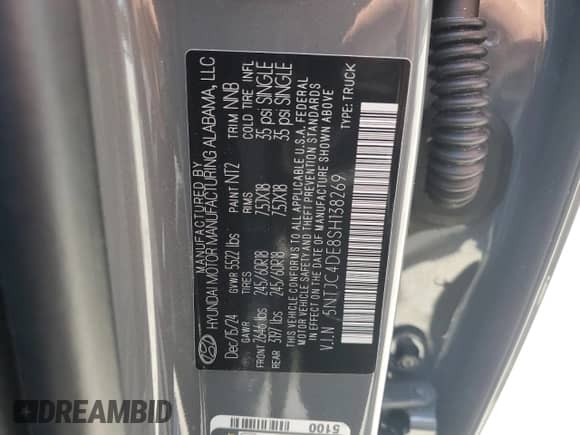 MANUFACTURED BY
HYUNDAI MOTOR MANUFACTURING ALABAMA, LLC
Dec/15/24 GVWR 5522 lbs PAINT NT2 TRIM NNB
GAWR TIRES RIMS COLD TIRE INFL
FRONT 2646 lbs 245/60R18 7.5JX18 35 psi SINGLE
REAR 3197 lbs 245/60R18 7.5JX18 35 psi SINGLE
THIS VEHICLE CONFORMS TO ALL APPLICABLE U.S.A. FEDERAL
MOTOR VEHICLE SAFETY AND THEFT PREVENTION STANDARDS
IN EFFECT ON THE DATE OF MANUFACTURE SHOWN ABOVE
V.I.N 5NTJC4DE8SH138269 TYPE: TRUCK
5100
DREAMBID